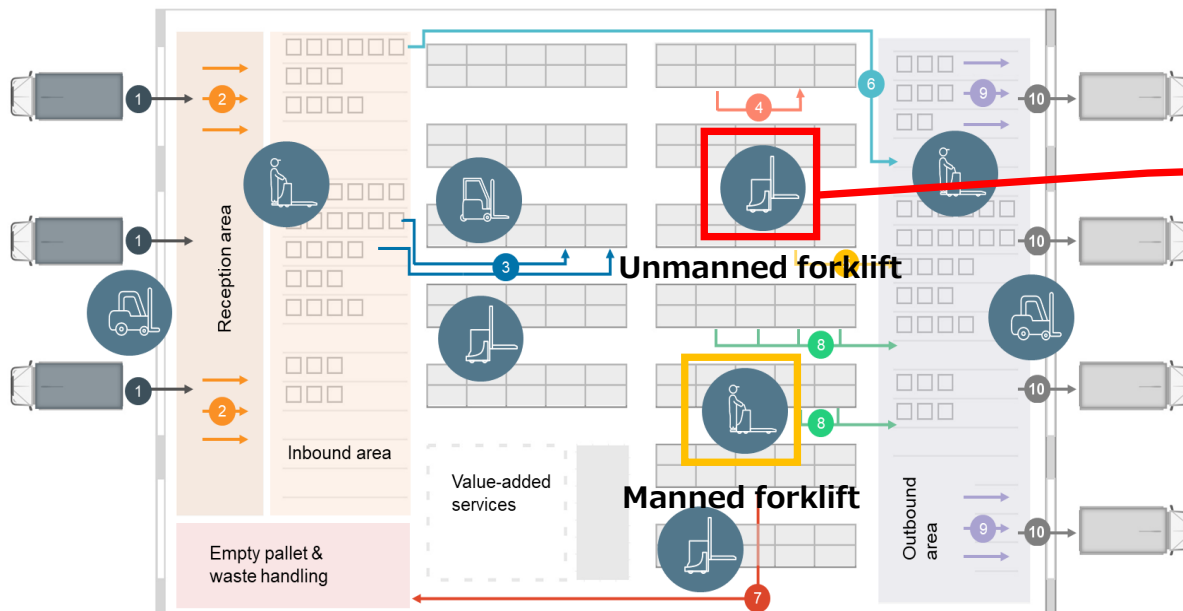 1
2
3
4
6
9
10
1
10
Reception area
Unmanned forklift
8
1
2
10
8
Inbound area
Value-added
services
Manned forklift
Outbound
area
9
10
Empty pallet &
waste handling
7